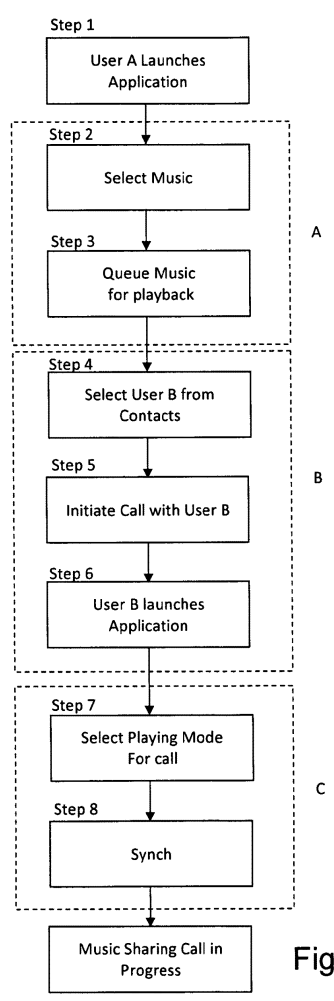 Step 1
User A Launches
Application
Step 2
Select Music
A
Step 3
Queue Music
for playback
Step 4
Select User B from
Contacts
B
Step 5
Initiate Call with User B
Step 6
User B launches
Application
Step 7
Select Playing Mode
For call
C
Step 8
Synch
Music Sharing Call in
Progress
Fig